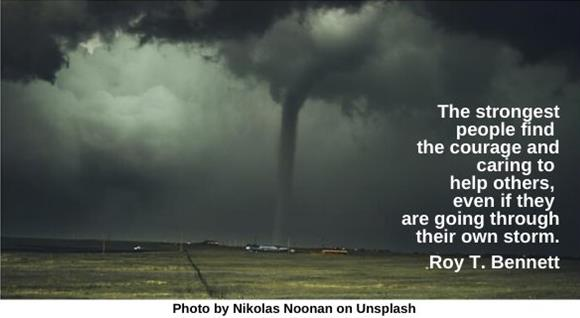 The strongest
people find
the courage and
caring to
help others,
even if they
are going through
their own storm.
Roy T. Bennett
Photo by Nikolas Noonan on Unsplash